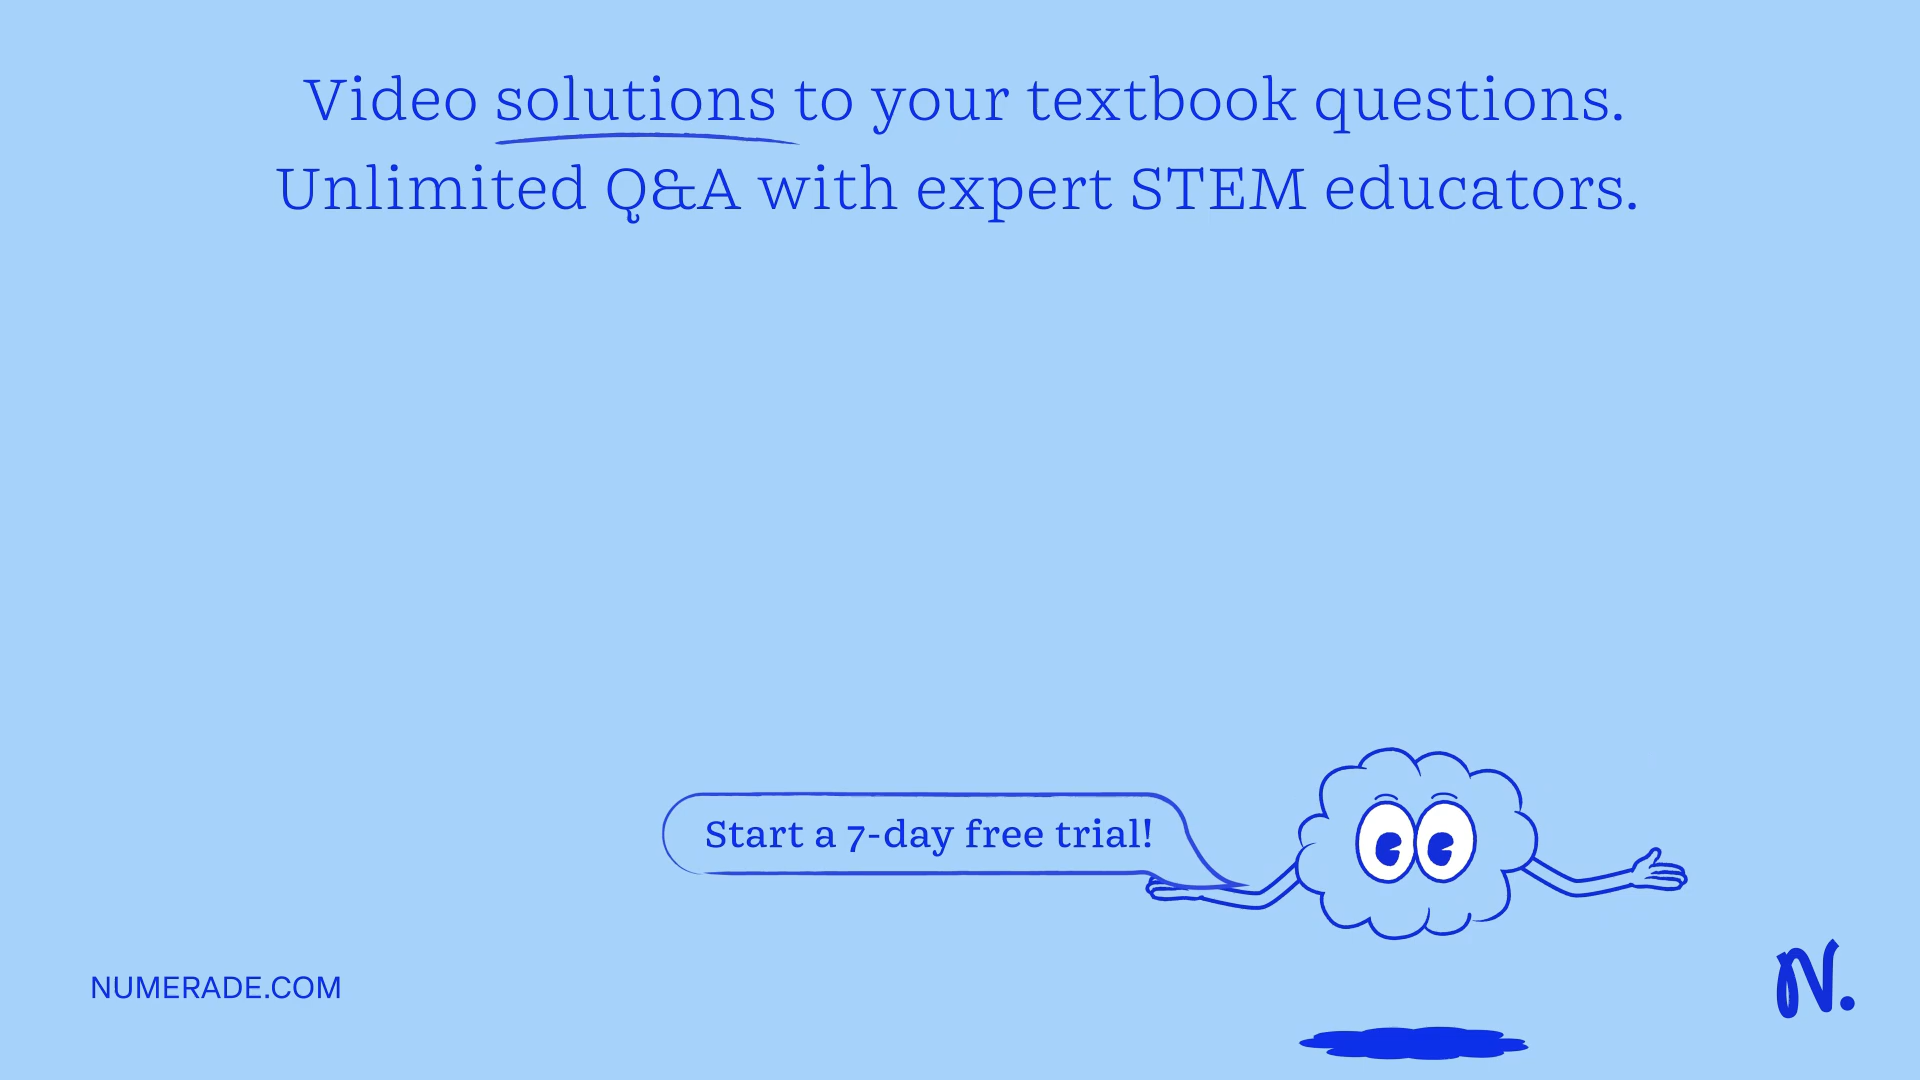 Video solutions to your textbook questions.
Unlimited Q&A with expert STEM educators.
Start a 7-day free trial!
NUMERADE.COM
N.